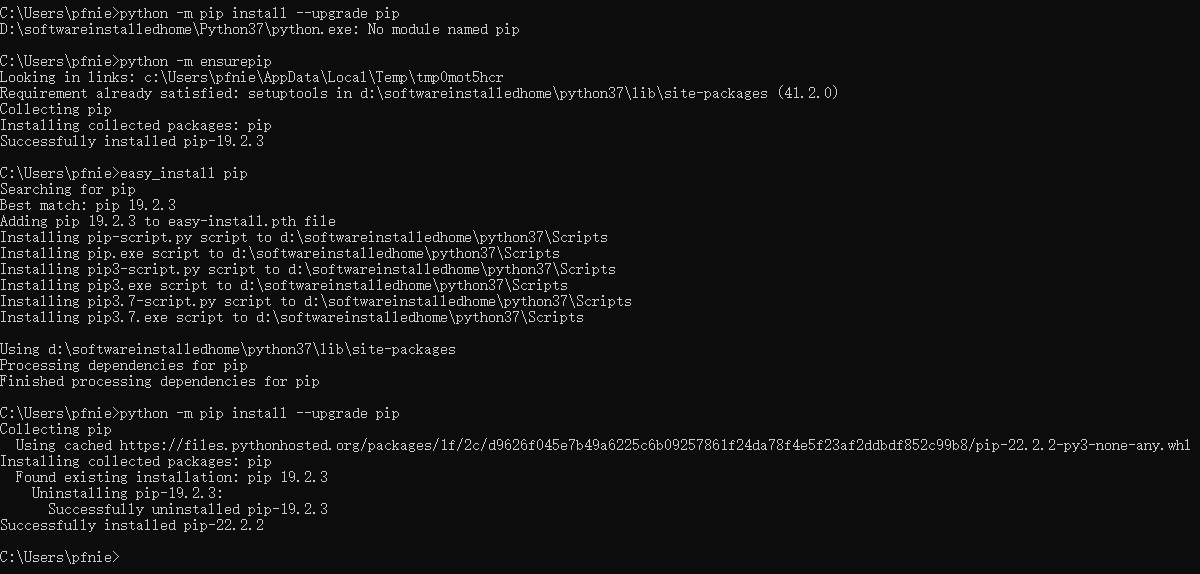 C:\Users\pfnie>python -m pip install --upgrade pip
D:\softwareinstalledhome\Python37\python.exe: No module named pip
C:\Users\pfnie>python -m ensurepip
Looking in links: c:\Users\pfnie\AppData\Local\Temp\tmp0mot5hcr
Requirement already satisfied: setuptools in d:\softwareinstalledhome\python37\lib\site-packages (41.2.0)
Collecting pip
Installing collected packages: pip
Successfully installed pip-19.2.3
C:\Users\pfnie>easy_install pip
Searching for pip
Best match: pip 19.2.3
Adding pip 19.2.3 to easy-install.pth file
Installing pip-script.py script to d:\softwareinstalledhome\python37\Scripts
Installing pip.exe script to d:\softwareinstalledhome\python37\Scripts
Installing pip3-script.py script to d:\softwareinstalledhome\python37\Scripts
Installing pip3.exe script to d:\softwareinstalledhome\python37\Scripts
Installing pip3.7-script.py script to d:\softwareinstalledhome\python37\Scripts
Installing pip3.7.exe script to d:\softwareinstalledhome\python37\Scripts
Using d:\softwareinstalledhome\python37\lib\site-packages
Processing dependencies for pip
Finished processing dependencies for pip
C:\Users\pfnie>python -m pip install --upgrade pip
Collecting pip
Using cached https://files.pythonhosted.org/packages/1f/2c/d9626f045e7b49a6225c6b09257861f24da78f4e5f23af2ddbdf852c99b8/pip-22.2.2-py3-none-any.whl
Installing collected packages: pip
Found existing installation: pip 19.2.3
Uninstalling pip-19.2.3:
Successfully uninstalled pip-19.2.3
Successfully installed pip-22.2.2
C:\Users\pfnie>